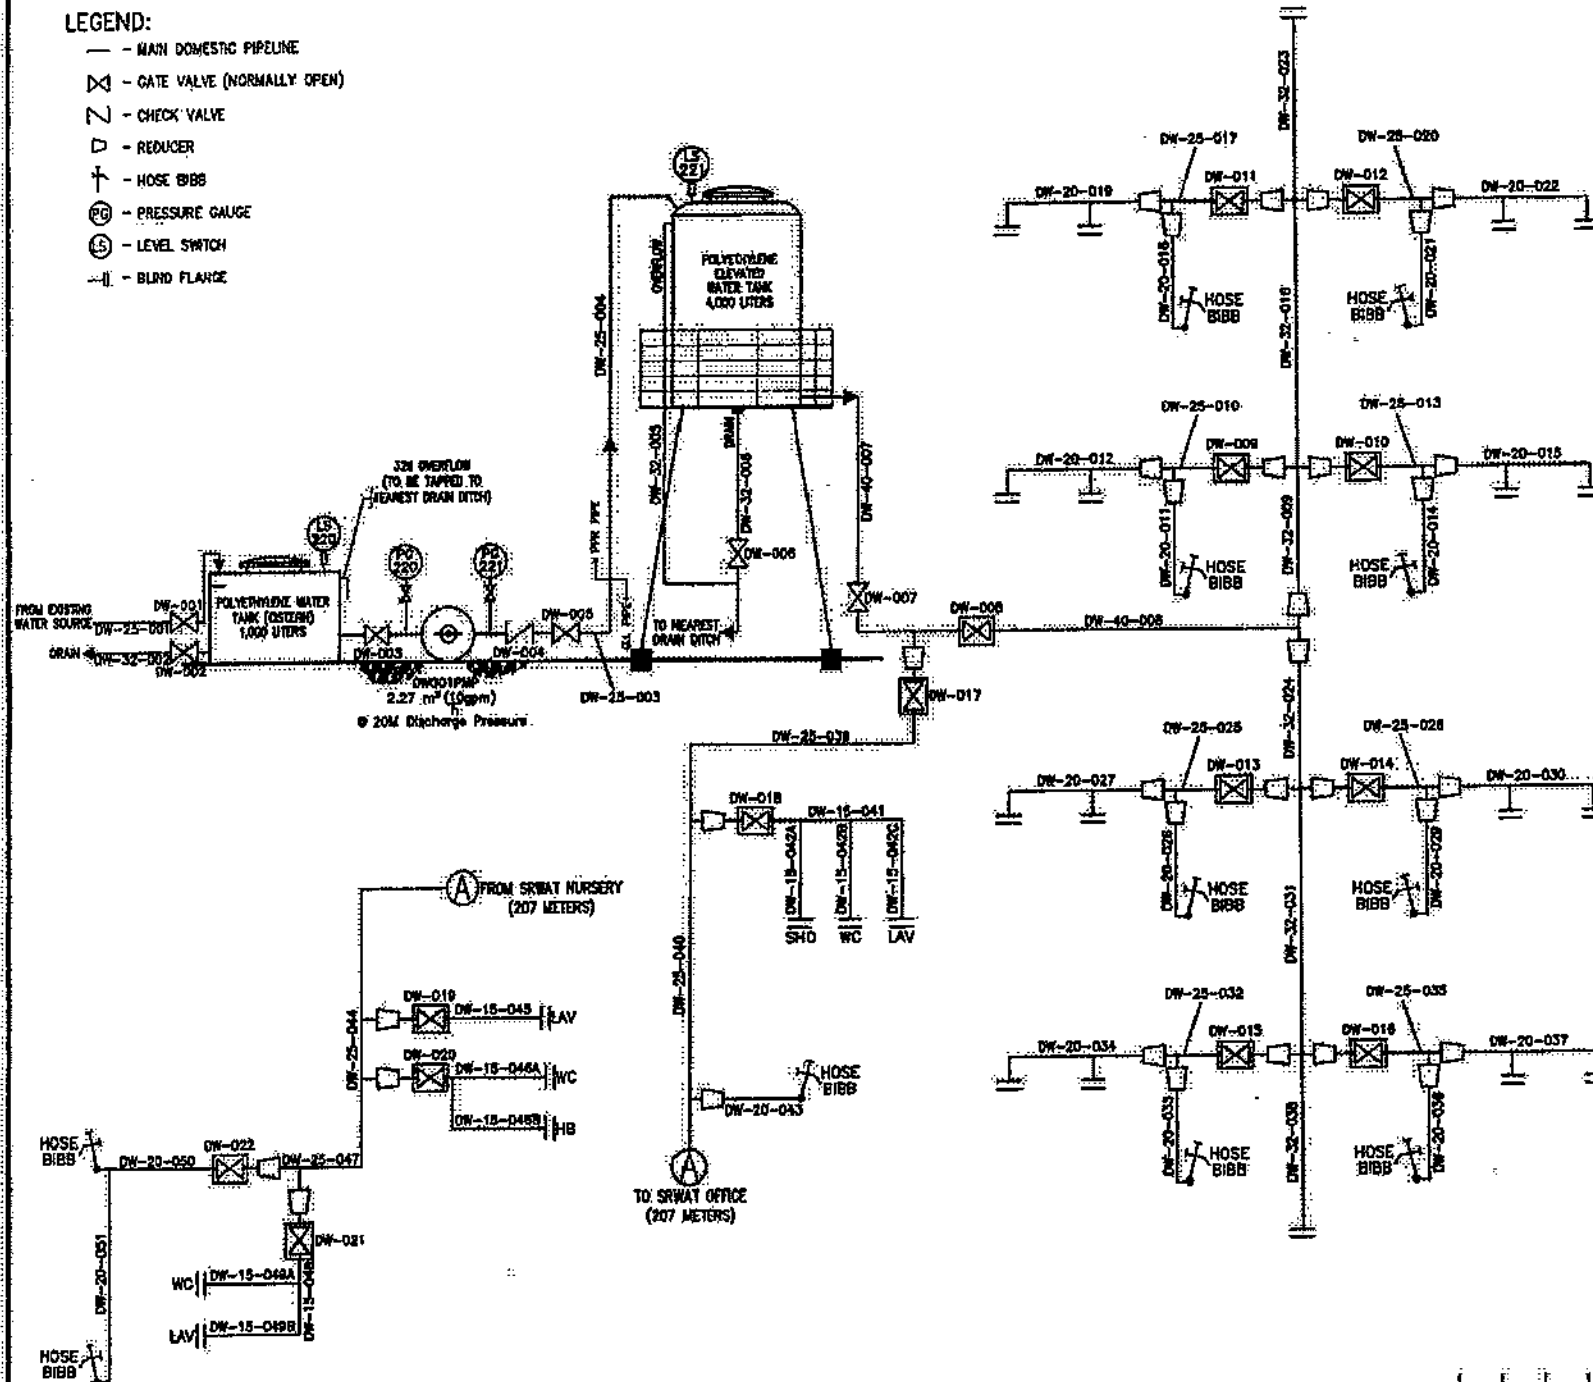 LEGEND:
- MAIN DOMESTIC PIPELINE
- GATE VALVE (NORMALLY OPEN)
- CHECK VALVE
- REDUCER
- HOSE BIBB
PG - PRESSURE GAUGE
LS - LEVEL SWITCH
- BLIND FLANGE
LS
221
OVERFLOW
POLYETHYLENE
ELEVATED
WATER TANK
4,000 LITERS
DW-25-004
DW-32-005
DRAIN
DW-32-006
DW-40-007
DW-006
DW-007
TO NEAREST
DRAIN DITCH
PPR PIPE
G.I. PIPE
OVERFLOW
(TO BE TAPPED TO
NEAREST DRAIN DITCH)
LS
220
PG
220
PG
221
FROM EXISTING
WATER SOURCE
DW-001
DW-25-001
DRAIN
DW-32-002
DW-002
POLYETHYLENE WATER
TANK (CISTERN)
1,000 LITERS
DW-003
DW-004
DW-005
DW-25-003
DW001PMP
2.27 m³ (10gpm)
h
@ 20M Discharge Pressure
DW-008
DW-40-008
DW-017
DW-25-039
DW-018
DW-15-041
DW-15-042A
DW-15-042B
DW-15-042C
SHO
WC
LAV
DW-25-040
DW-20-043
HOSE
BIBB
A
TO SRWAT OFFICE
(207 METERS)
A
FROM SRWAT NURSERY
(207 METERS)
DW-25-044
DW-019
DW-15-045
LAV
DW-020
DW-15-046A
WC
DW-15-046B
HB
HOSE
BIBB
DW-022
DW-20-050
DW-25-047
DW-021
DW-20-051
WC
DW-15-049A
DW-15-048
LAV
DW-15-049B
HOSE
BIBB
DW-32-023
DW-25-017
DW-25-020
DW-20-019
DW-011
DW-012
DW-20-022
DW-20-018
DW-20-021
HOSE
BIBB
HOSE
BIBB
DW-32-016
DW-25-010
DW-25-013
DW-20-012
DW-009
DW-010
DW-20-015
DW-20-011
DW-20-014
HOSE
BIBB
HOSE
BIBB
DW-32-009
DW-32-024
DW-25-025
DW-25-028
DW-20-027
DW-013
DW-014
DW-20-030
DW-20-026
DW-20-029
HOSE
BIBB
HOSE
BIBB
DW-32-031
DW-25-032
DW-25-035
DW-20-034
DW-015
DW-016
DW-20-037
DW-20-033
DW-20-036
HOSE
BIBB
HOSE
BIBB
DW-32-038